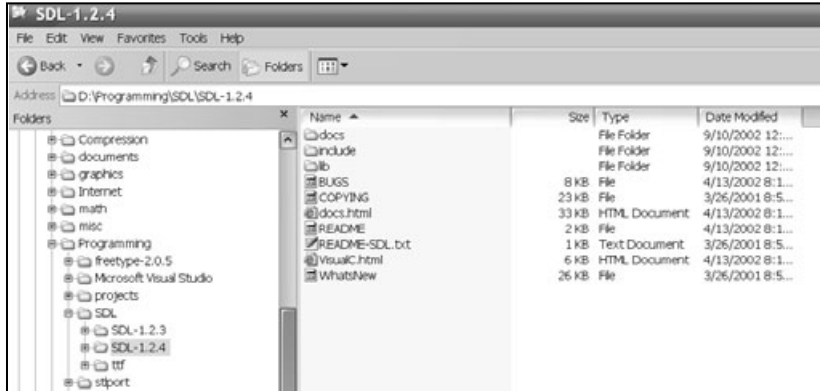 SDL-1.2.4
File Edit View Favorites Tools Help
Back Search Folders
Address D:\Programming\SDL\SDL-1.2.4
Folders
Compression
documents
graphics
Internet
math
misc
Programming
freetype-2.0.5
Microsoft Visual Studio
projects
SDL
SDL-1.2.3
SDL-1.2.4
ttf
stlport
Name Size Type Date Modified
docs File Folder 9/10/2002 12:...
include File Folder 9/10/2002 12:...
lib File Folder 9/10/2002 12:...
BUGS 8 KB File 4/13/2002 8:1...
COPYING 23 KB File 3/26/2001 8:5...
docs.html 33 KB HTML Document 4/13/2002 8:1...
README 2 KB File 4/13/2002 8:1...
README-SDL.txt 1 KB Text Document 3/26/2001 8:5...
VisualC.html 6 KB HTML Document 4/13/2002 8:1...
WhatsNew 26 KB File 3/26/2001 8:5...